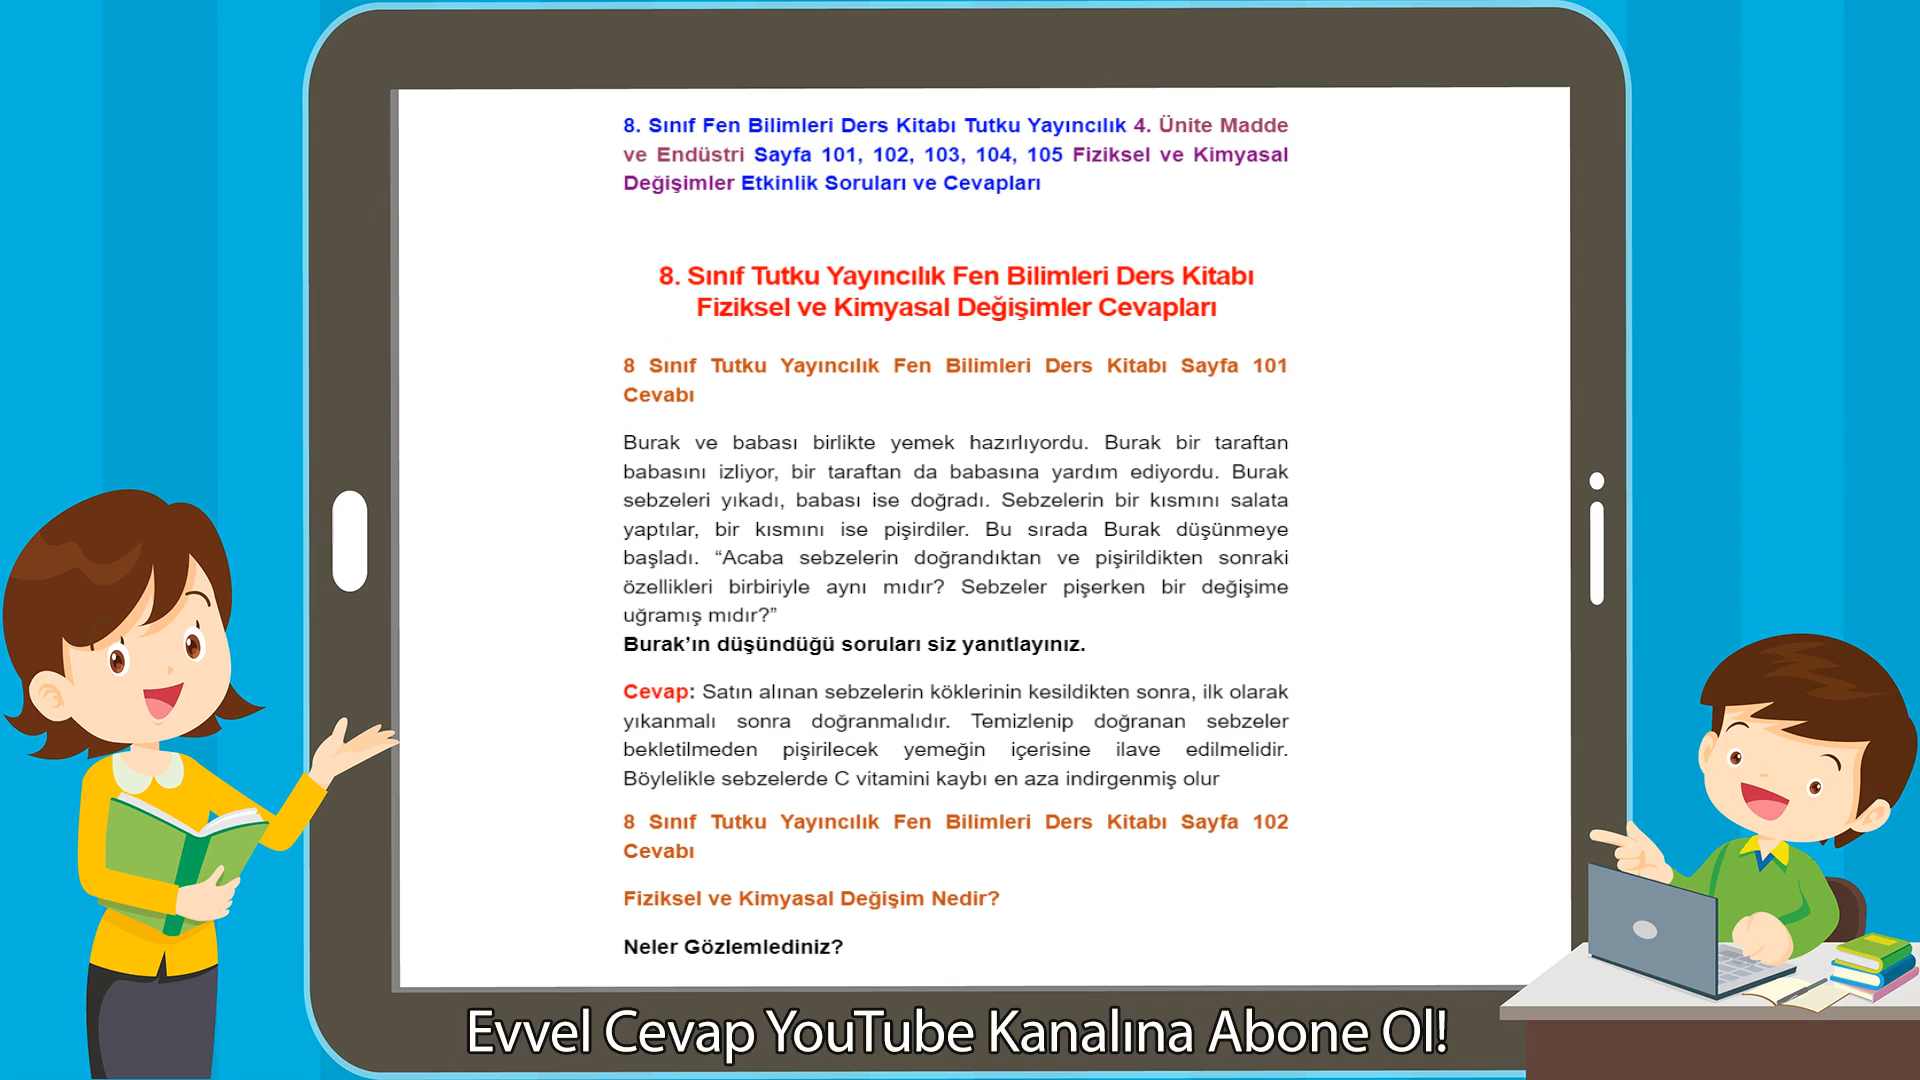 8. Sınıf Fen Bilimleri Ders Kitabı Tutku Yayıncılık 4. Ünite Madde
ve Endüstri Sayfa 101, 102, 103, 104, 105 Fiziksel ve Kimyasal
Değişimler Etkinlik Soruları ve Cevapları
8. Sınıf Tutku Yayıncılık Fen Bilimleri Ders Kitabı
Fiziksel ve Kimyasal Değişimler Cevapları
8 Sınıf Tutku Yayıncılık Fen Bilimleri Ders Kitabı Sayfa 101
Cevabı
Burak ve babası birlikte yemek hazırlıyordu. Burak bir taraftan
babasını izliyor, bir taraftan da babasına yardım ediyordu. Burak
sebzeleri yıkadı, babası ise doğradı. Sebzelerin bir kısmını salata
yaptılar, bir kısmını ise pişirdiler. Bu sırada Burak düşünmeye
başladı. “Acaba sebzelerin doğrandıktan ve pişirildikten sonraki
özellikleri birbiriyle aynı mıdır? Sebzeler pişerken bir değişime
uğramış mıdır?”
Burak’ın düşündüğü soruları siz yanıtlayınız.
Cevap: Satın alınan sebzelerin köklerinin kesildikten sonra, ilk olarak
yıkanmalı sonra doğranmalıdır. Temizlenip doğranan sebzeler
bekletilmeden pişirilecek yemeğin içerisine ilave edilmelidir.
Böylelikle sebzelerde C vitamini kaybı en aza indirgenmiş olur
8 Sınıf Tutku Yayıncılık Fen Bilimleri Ders Kitabı Sayfa 102
Cevabı
Fiziksel ve Kimyasal Değişim Nedir?
Neler Gözlemlediniz?
Evvel Cevap YouTube Kanalına Abone Ol!